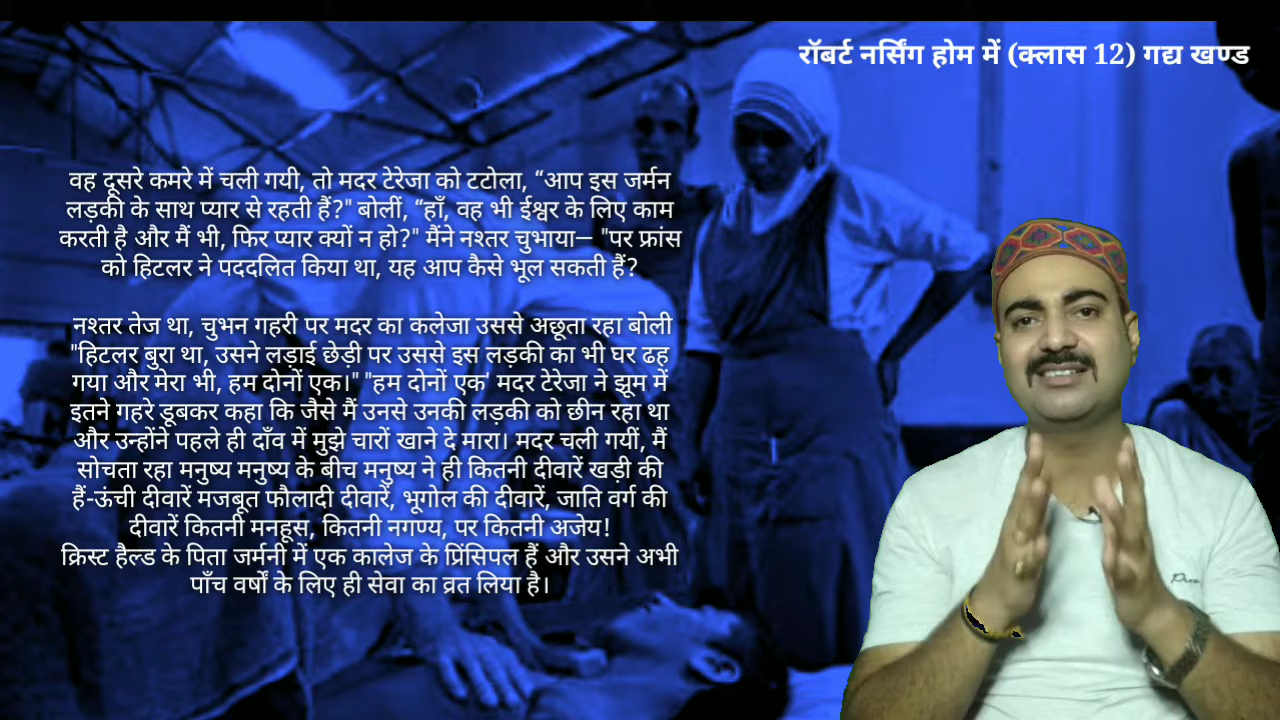 रॉबर्ट नर्सिंग होम में (क्लास 12) गद्य खण्ड
वह दूसरे कमरे में चली गयी, तो मदर टेरेजा को टटोला, “आप इस जर्मन
लड़की के साथ प्यार से रहती हैं?" बोलीं, “हाँ, वह भी ईश्वर के लिए काम
करती है और मैं भी, फिर प्यार क्यों न हो?" मैंने नश्तर चुभाया— "पर फ्रांस
को हिटलर ने पददलित किया था, यह आप कैसे भूल सकती हैं?
नश्तर तेज था, चुभन गहरी पर मदर का कलेजा उससे अछूता रहा बोली
"हिटलर बुरा था, उसने लड़ाई छेड़ी पर उससे इस लड़की का भी घर ढह
गया और मेरा भी, हम दोनों एक।" "हम दोनों एक' मदर टेरेजा ने झूम में
इतने गहरे डूबकर कहा कि जैसे मैं उनसे उनकी लड़की को छीन रहा था
और उन्होंने पहले ही दाँव में मुझे चारों खाने दे मारा। मदर चली गयीं, मैं
सोचता रहा मनुष्य मनुष्य के बीच मनुष्य ने ही कितनी दीवारें खड़ी की
हैं-ऊंची दीवारें मजबूत फौलादी दीवारें, भूगोल की दीवारें, जाति वर्ग की
दीवारें कितनी मनहूस, कितनी नगण्य, पर कितनी अजेय!
क्रिस्ट हैल्ड के पिता जर्मनी में एक कालेज के प्रिंसिपल हैं और उसने अभी
पाँच वर्षों के लिए ही सेवा का व्रत लिया है।